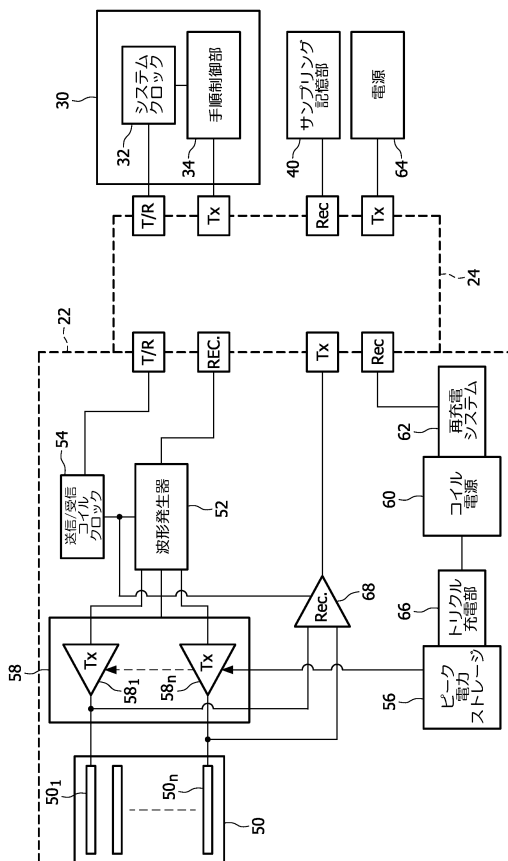 22
54
送信/受信
コイル
クロック
58
Tx
58₁
Tx
58n
50₁
50n
50
波形発生器
52
Rec.
68
56
ピーク
電力
ストレージ
66
トリクル
充電部
60
コイル
電源
62
再充電
システム
T/R
REC.
Tx
Rec
24
T/R
Tx
Rec
Tx
30
32
システム
クロック
34
手順制御部
40
サンプリング
記憶部
64
電源